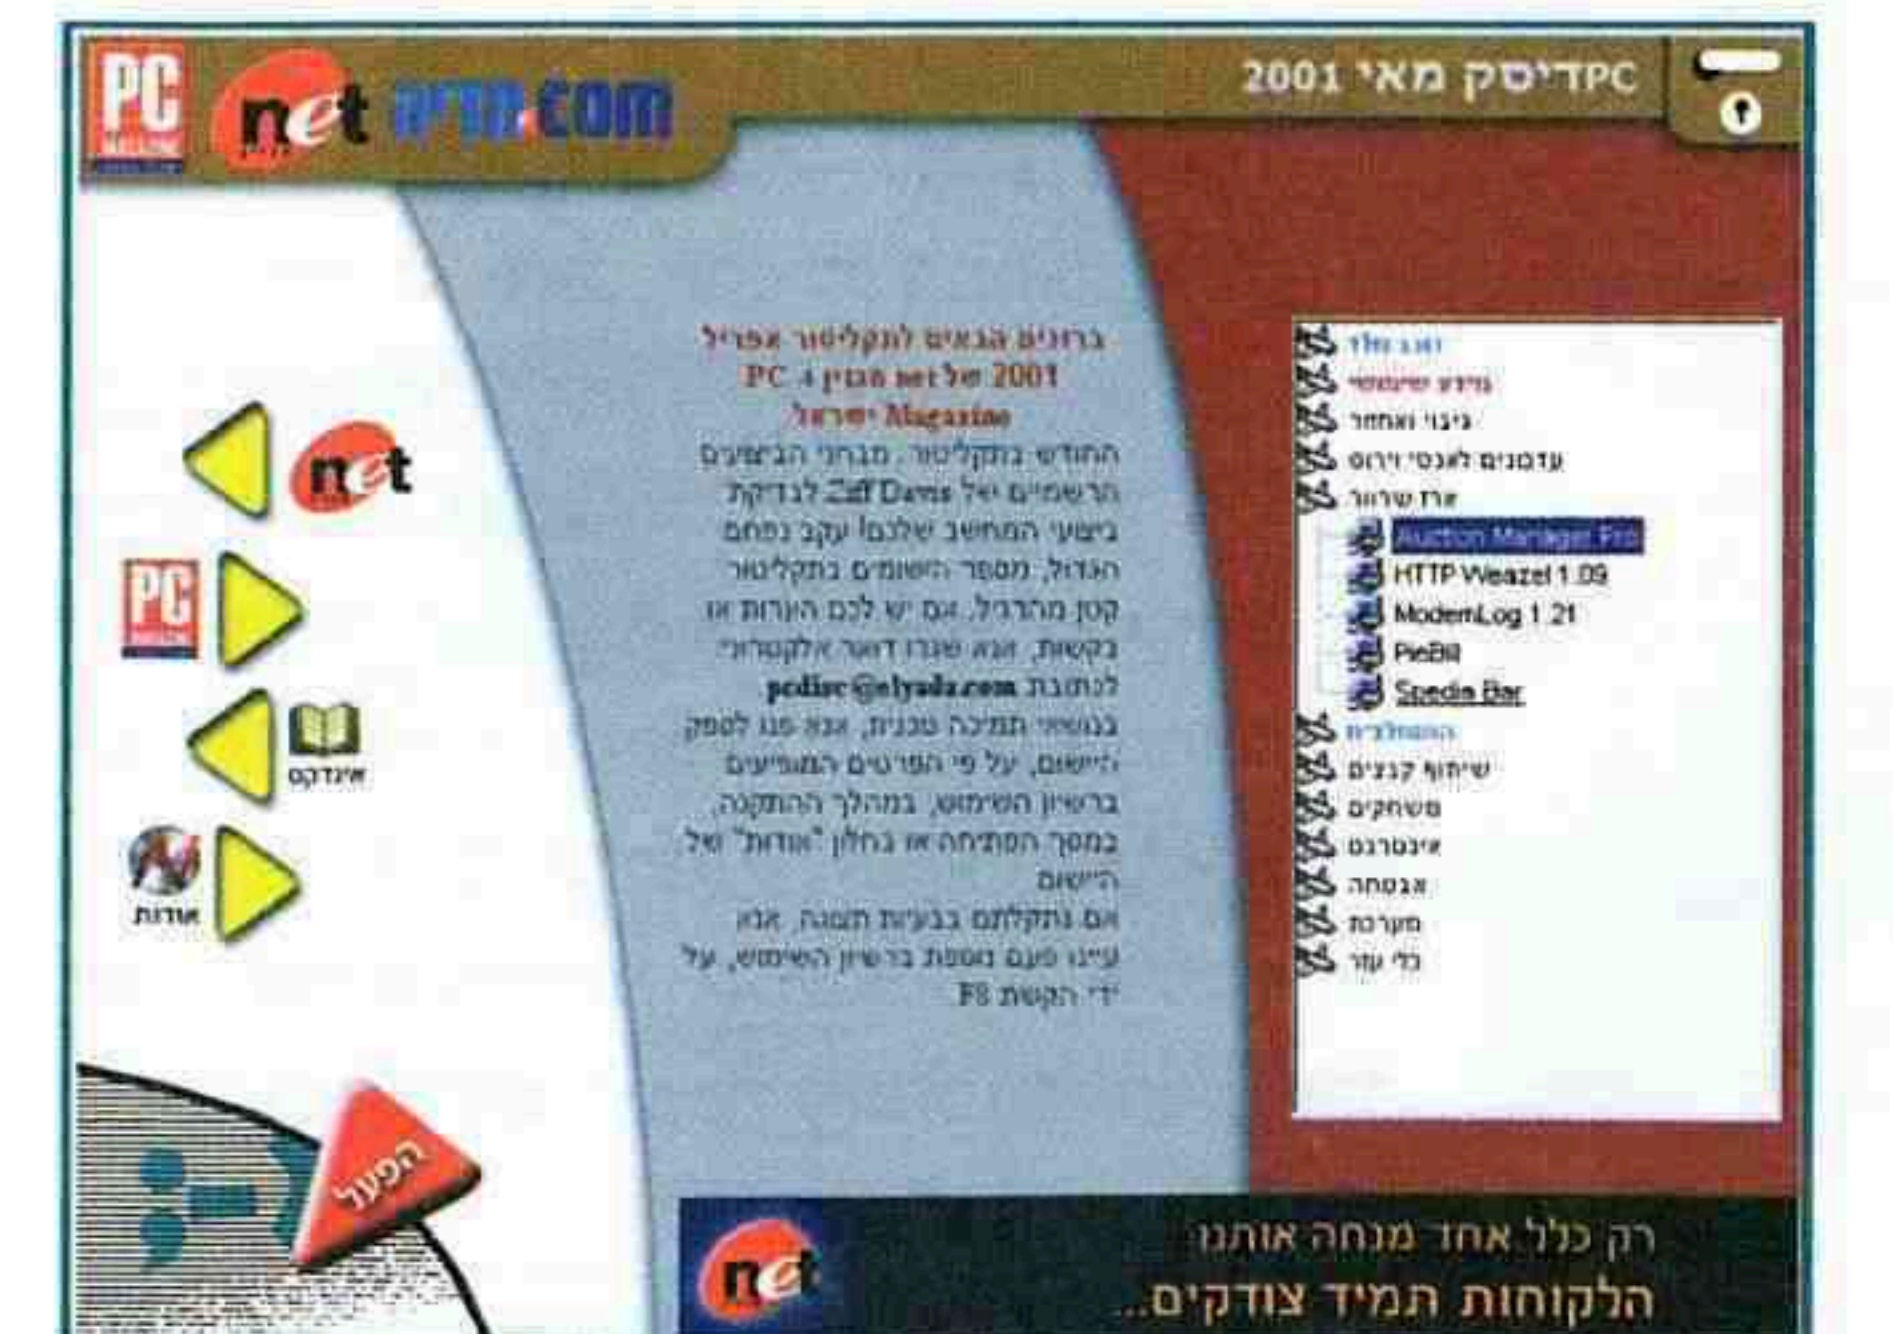 PCדיסק מאי 2001
PC
net
.com
ברוכים הבאים לתקליטור אפריל
2001 של net מגזין ו PC
Magazine ישראל
החודש בתקליטור, מבחני הביצועים
הרשמיים של Ziff Davis לבדיקת
ביצועי המחשב שלכם! עקב נפחם
הגדול, מספר היישומים בתקליטור
קטן מהרגיל. אם יש לכם הערות או
בקשות, אנא שגרו דואר אלקטרוני
לכתובת pcdisc@elyada.com
בנושאי תמיכה טכנית, אנא פנו לספק
היישום, על פי הפרטים המופיעים
ברשיון השימוש, במהלך ההתקנה,
במסך הפתיחה או בחלון "אודות" של
היישום
אם נתקלתם בבעיות תצוגה, אנא
עיינו פעם נוספת ברשיון השימוש, על
ידי הקשת F8
מידע שימושי
גיבוי ואחזור
עדכונים לאנטי וירוס
ארז שרוור
Auction Manager Pro
HTTP Weazel 1.09
ModemLog 1.21
PieBill
Spedia Bar
שיתוף קבצים
משחקים
אינטרנט
אבטחה
מערכת
כלי עזר
net
PC
אינדקס
אודות
הפעל
רק כלל אחד מנחה אותנו
הלקוחות תמיד צודקים...
net